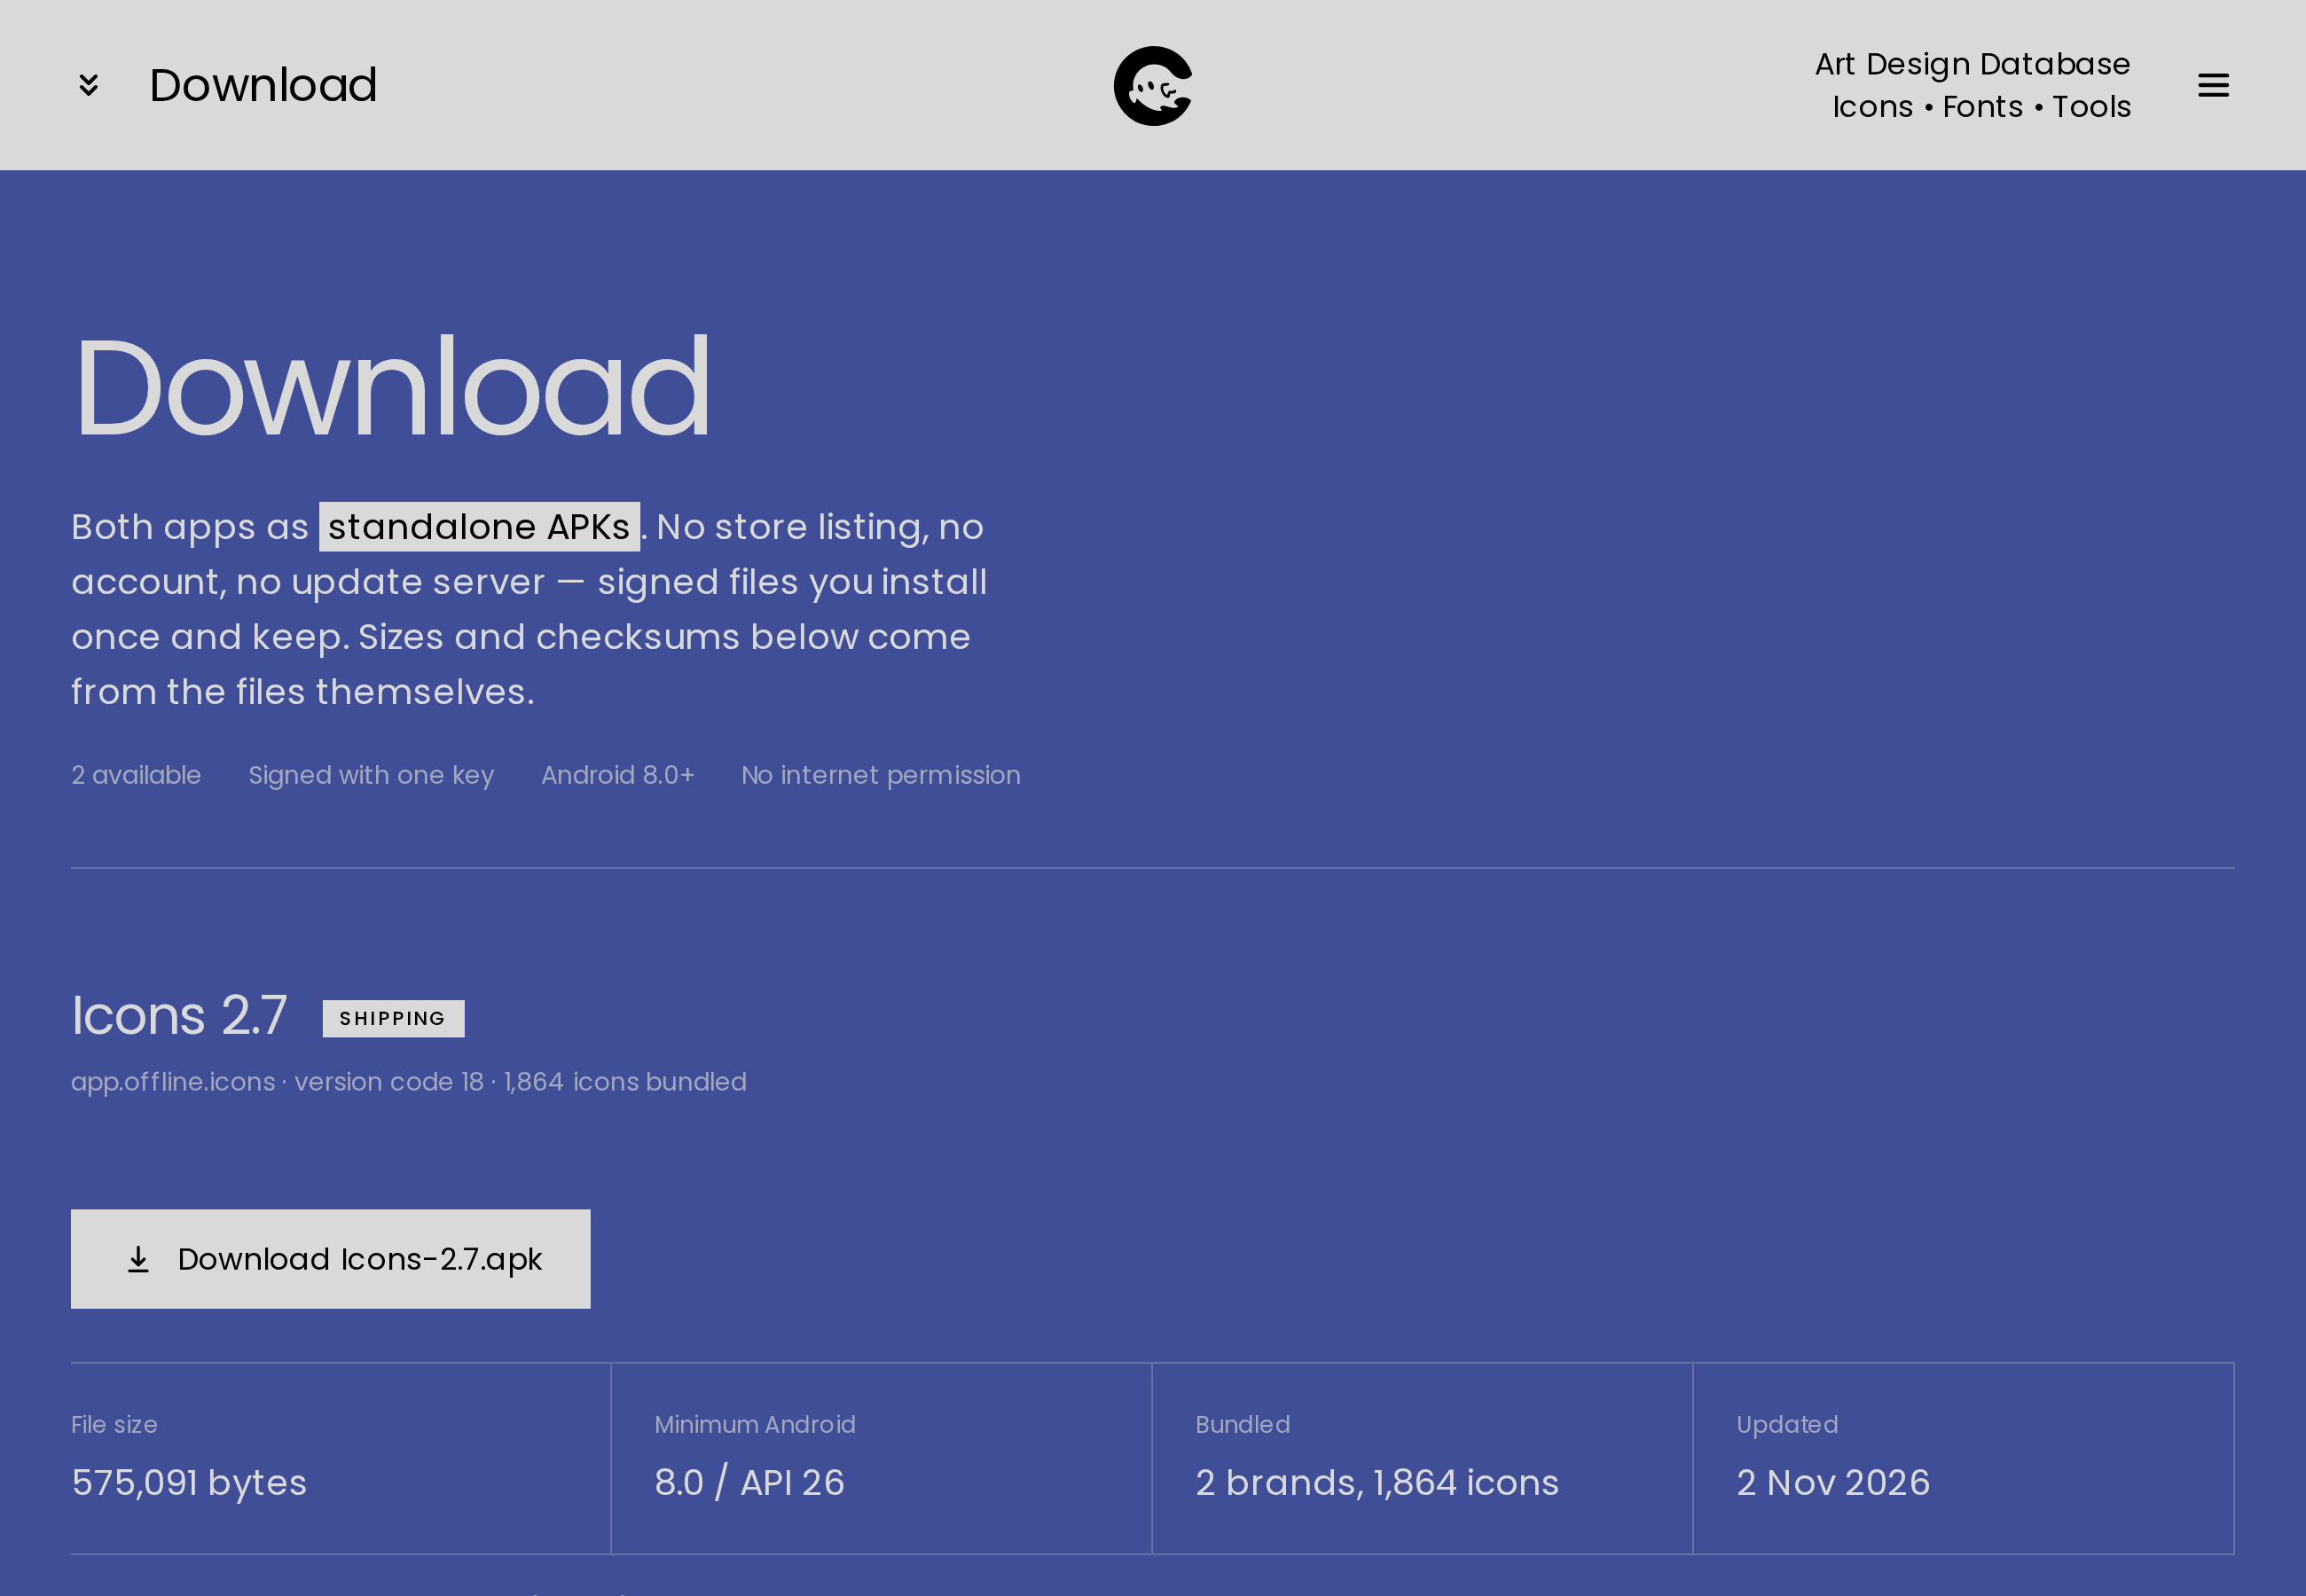 Download
Art Design Database
Icons • Fonts • Tools
Download
Both apps as standalone APKs. No store listing, no
account, no update server — signed files you install
once and keep. Sizes and checksums below come
from the files themselves.
2 available Signed with one key Android 8.0+ No internet permission
Icons 2.7 SHIPPING
app.offline.icons · version code 18 · 1,864 icons bundled
Download Icons-2.7.apk
File size
575,091 bytes
Minimum Android
8.0 / API 26
Bundled
2 brands, 1,864 icons
Updated
2 Nov 2026